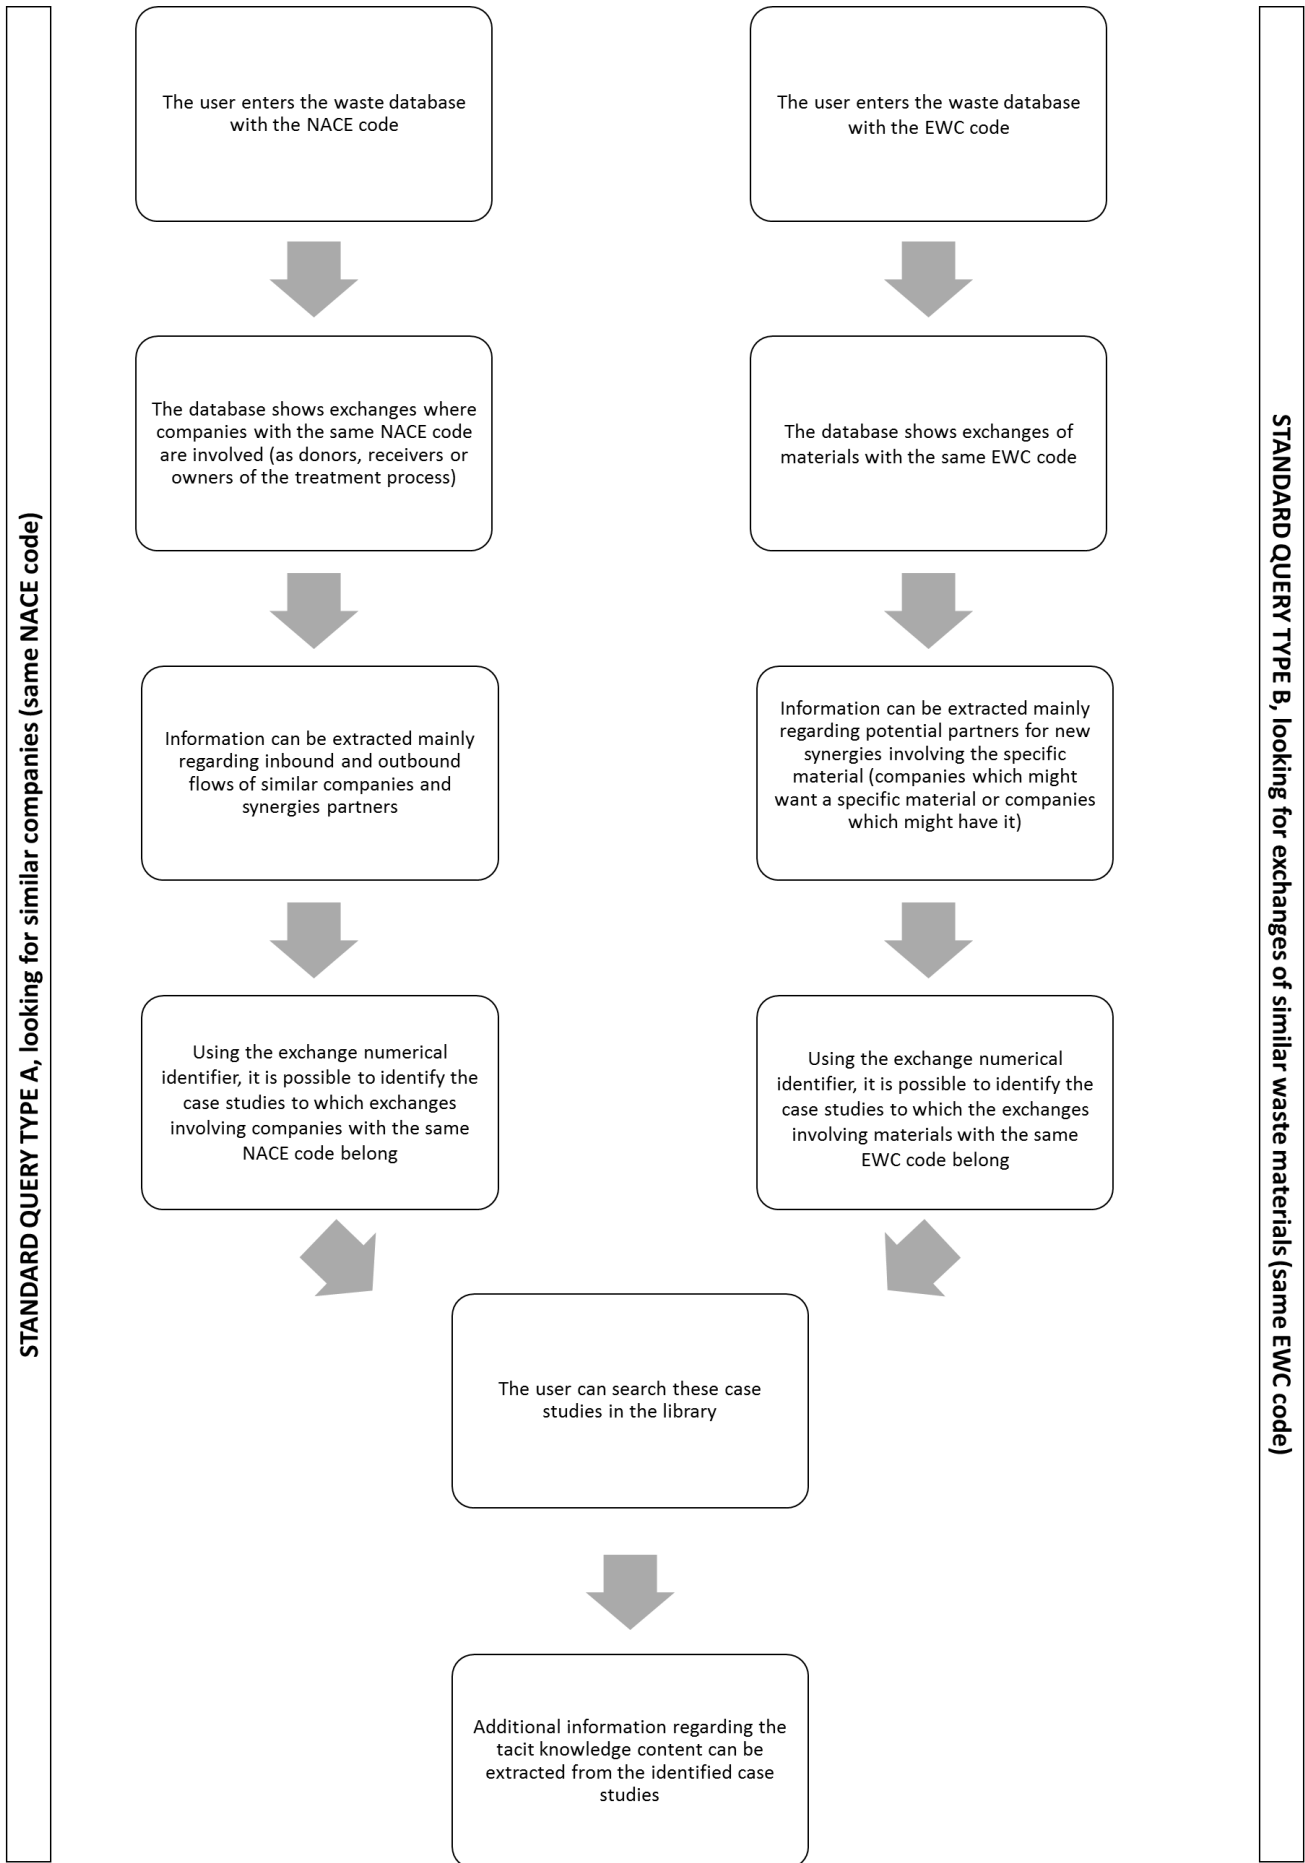 STANDARD QUERY TYPE A, looking for similar companies (same NACE code)
The user enters the waste database
with the NACE code
The database shows exchanges where
companies with the same NACE code
are involved (as donors, receivers or
owners of the treatment process)
Information can be extracted mainly
regarding inbound and outbound
flows of similar companies and
synergies partners
Using the exchange numerical
identifier, it is possible to identify the
case studies to which exchanges
involving companies with the same
NACE code belong
The user enters the waste database
with the EWC code
The database shows exchanges of
materials with the same EWC code
Information can be extracted mainly
regarding potential partners for new
synergies involving the specific
material (companies which might
want a specific material or companies
which might have it)
Using the exchange numerical
identifier, it is possible to identify the
case studies to which the exchanges
involving materials with the same
EWC code belong
STANDARD QUERY TYPE B, looking for exchanges of similar waste materials (same EWC code)
The user can search these case
studies in the library
Additional information regarding the
tacit knowledge content can be
extracted from the identified case
studies